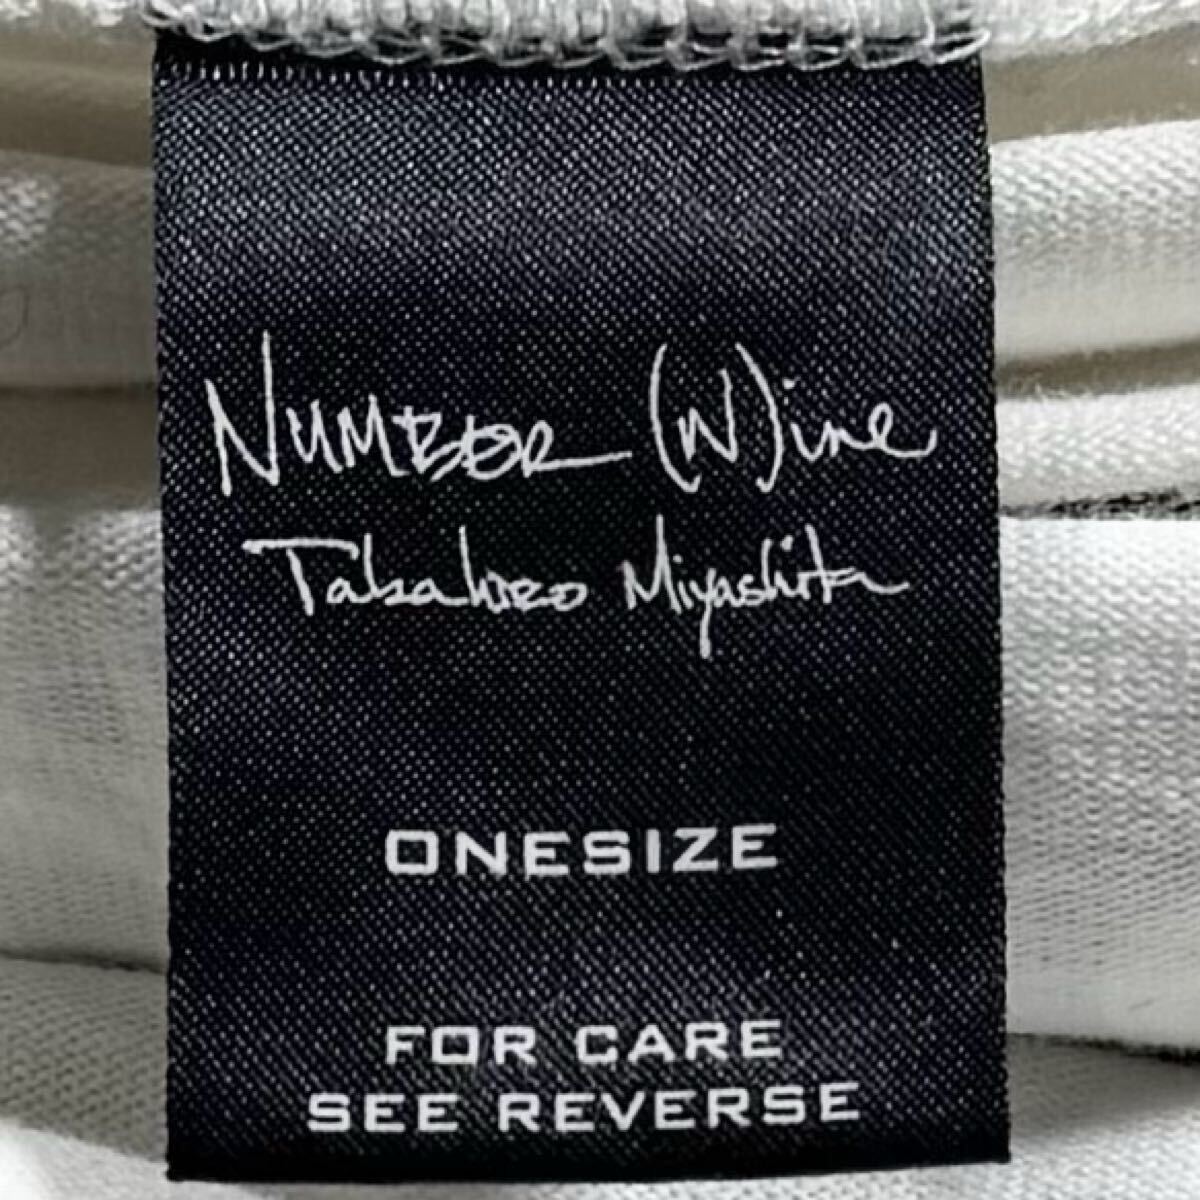 NUMBER (N)ine
Takahiro Miyashita
ONESIZE
FOR CARE
SEE REVERSE